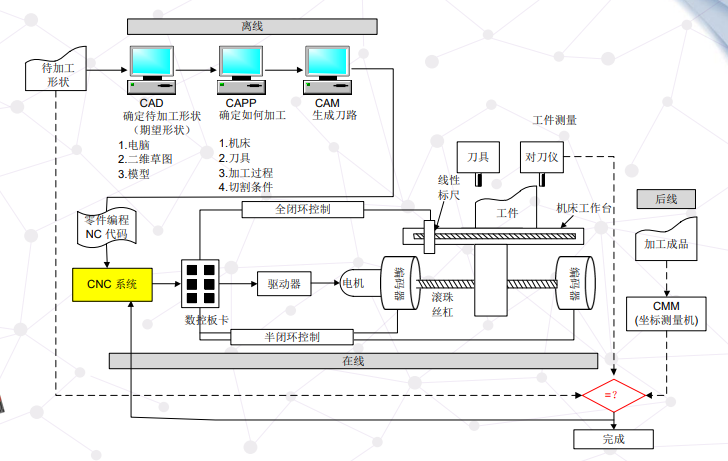 离线
待加工
形状
CAD
确定待加工形状
（期望形状）
1.电脑
2.二维草图
3.模型
CAPP
确定如何加工
1.机床
2.刀具
3.加工过程
4.切割条件
CAM
生成刀路
工件测量
刀具
对刀仪
线性
标尺
工件
机床工作台
后线
零件编程
NC 代码
全闭环控制
加工成品
CNC 系统
数控板卡
驱动器
电机
编码器
滚珠
丝杠
编码器
CMM
(坐标测量机)
半闭环控制
在线
=?
完成